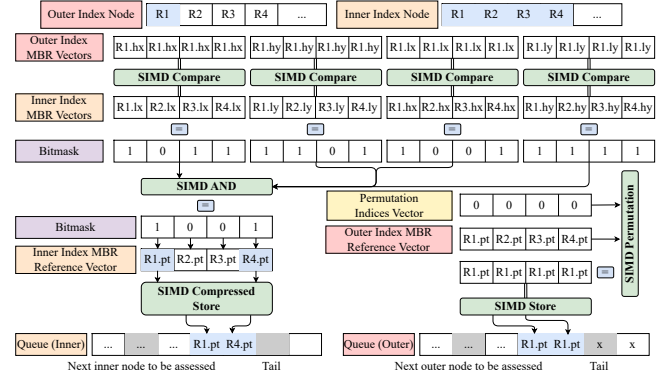 Outer Index Node R1 R2 R3 R4 ... Inner Index Node R1 R2 R3 R4 ...
Outer Index
MBR Vectors
R1.hx R1.hx R1.hx R1.hx R1.hy R1.hy R1.hy R1.hy R1.lx R1.lx R1.lx R1.lx R1.ly R1.ly R1.ly R1.ly
SIMD Compare SIMD Compare SIMD Compare SIMD Compare
Inner Index
MBR Vectors
R1.lx R2.lx R3.lx R4.lx R1.ly R2.ly R3.ly R4.ly R1.hx R2.hx R3.hx R4.hx R1.hy R2.hy R3.hy R4.hy
= = = =
Bitmask 1 0 1 1 1 1 0 1 1 0 0 1 1 1 1 1
SIMD AND
=
Permutation
Indices Vector
0 0 0 0
SIMD Permutation
Bitmask 1 0 0 1
Outer Index MBR
Reference Vector
R1.pt R2.pt R3.pt R4.pt
Inner Index MBR
Reference Vector
R1.pt R2.pt R3.pt R4.pt
R1.pt R1.pt R1.pt R1.pt =
SIMD Compressed
Store
SIMD Store
Queue (Inner) ... ... ... R1.pt R4.pt
Queue (Outer) ... ... ... R1.pt R1.pt x x
Next inner node to be assessed Tail
Next outer node to be assessed Tail